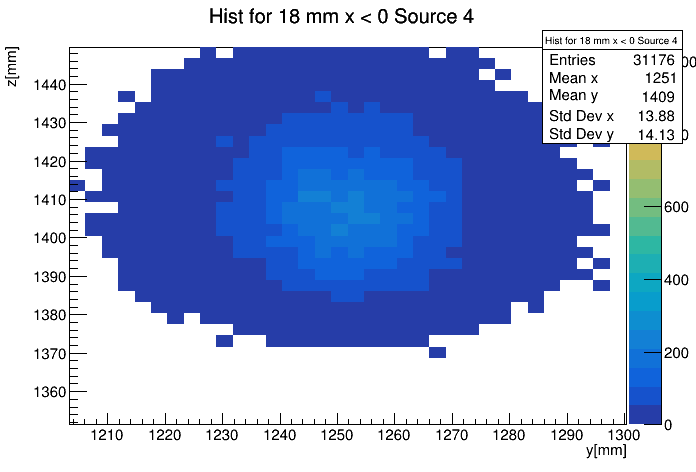 Hist for 18 mm x < 0 Source 4
z[mm]
Hist for 18 mm x < 0 Source 4
Entries 31176
Mean x 1251
Mean y 1409
Std Dev x 13.88
Std Dev y 14.13
1440
1430
1420
1410
1400
1390
1380
1370
1360
600
400
200
0
1210 1220 1230 1240 1250 1260 1270 1280 1290 1300
y[mm]